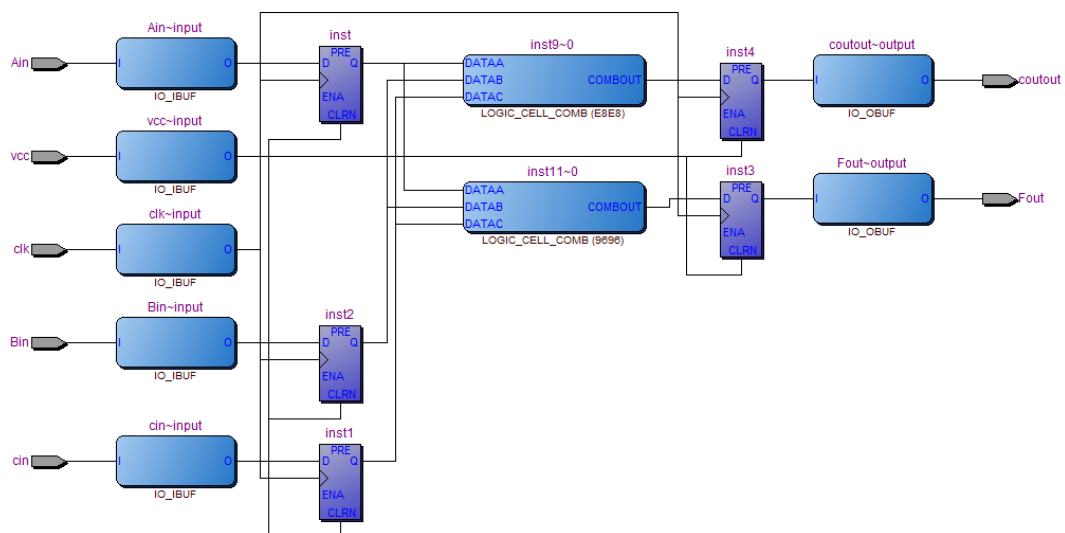 Ain~input
inst
inst9~0
inst4
coutout~output
Ain
I
O
IO_IBUF
PRE
D
Q
ENA
CLRN
DATAA
DATAB
DATAC
COMBOUT
LOGIC_CELL_COMB (E8E8)
PRE
D
Q
ENA
CLRN
I
O
IO_OBUF
coutout
vcc~input
vcc
I
O
IO_IBUF
inst11~0
DATAA
DATAB
DATAC
COMBOUT
LOGIC_CELL_COMB (9696)
inst3
PRE
D
Q
ENA
CLRN
Fout~output
I
O
IO_OBUF
Fout
clk~input
clk
I
O
IO_IBUF
Bin~input
Bin
I
O
IO_IBUF
inst2
PRE
D
Q
ENA
CLRN
cin~input
cin
I
O
IO_IBUF
inst1
PRE
D
Q
ENA
CLRN